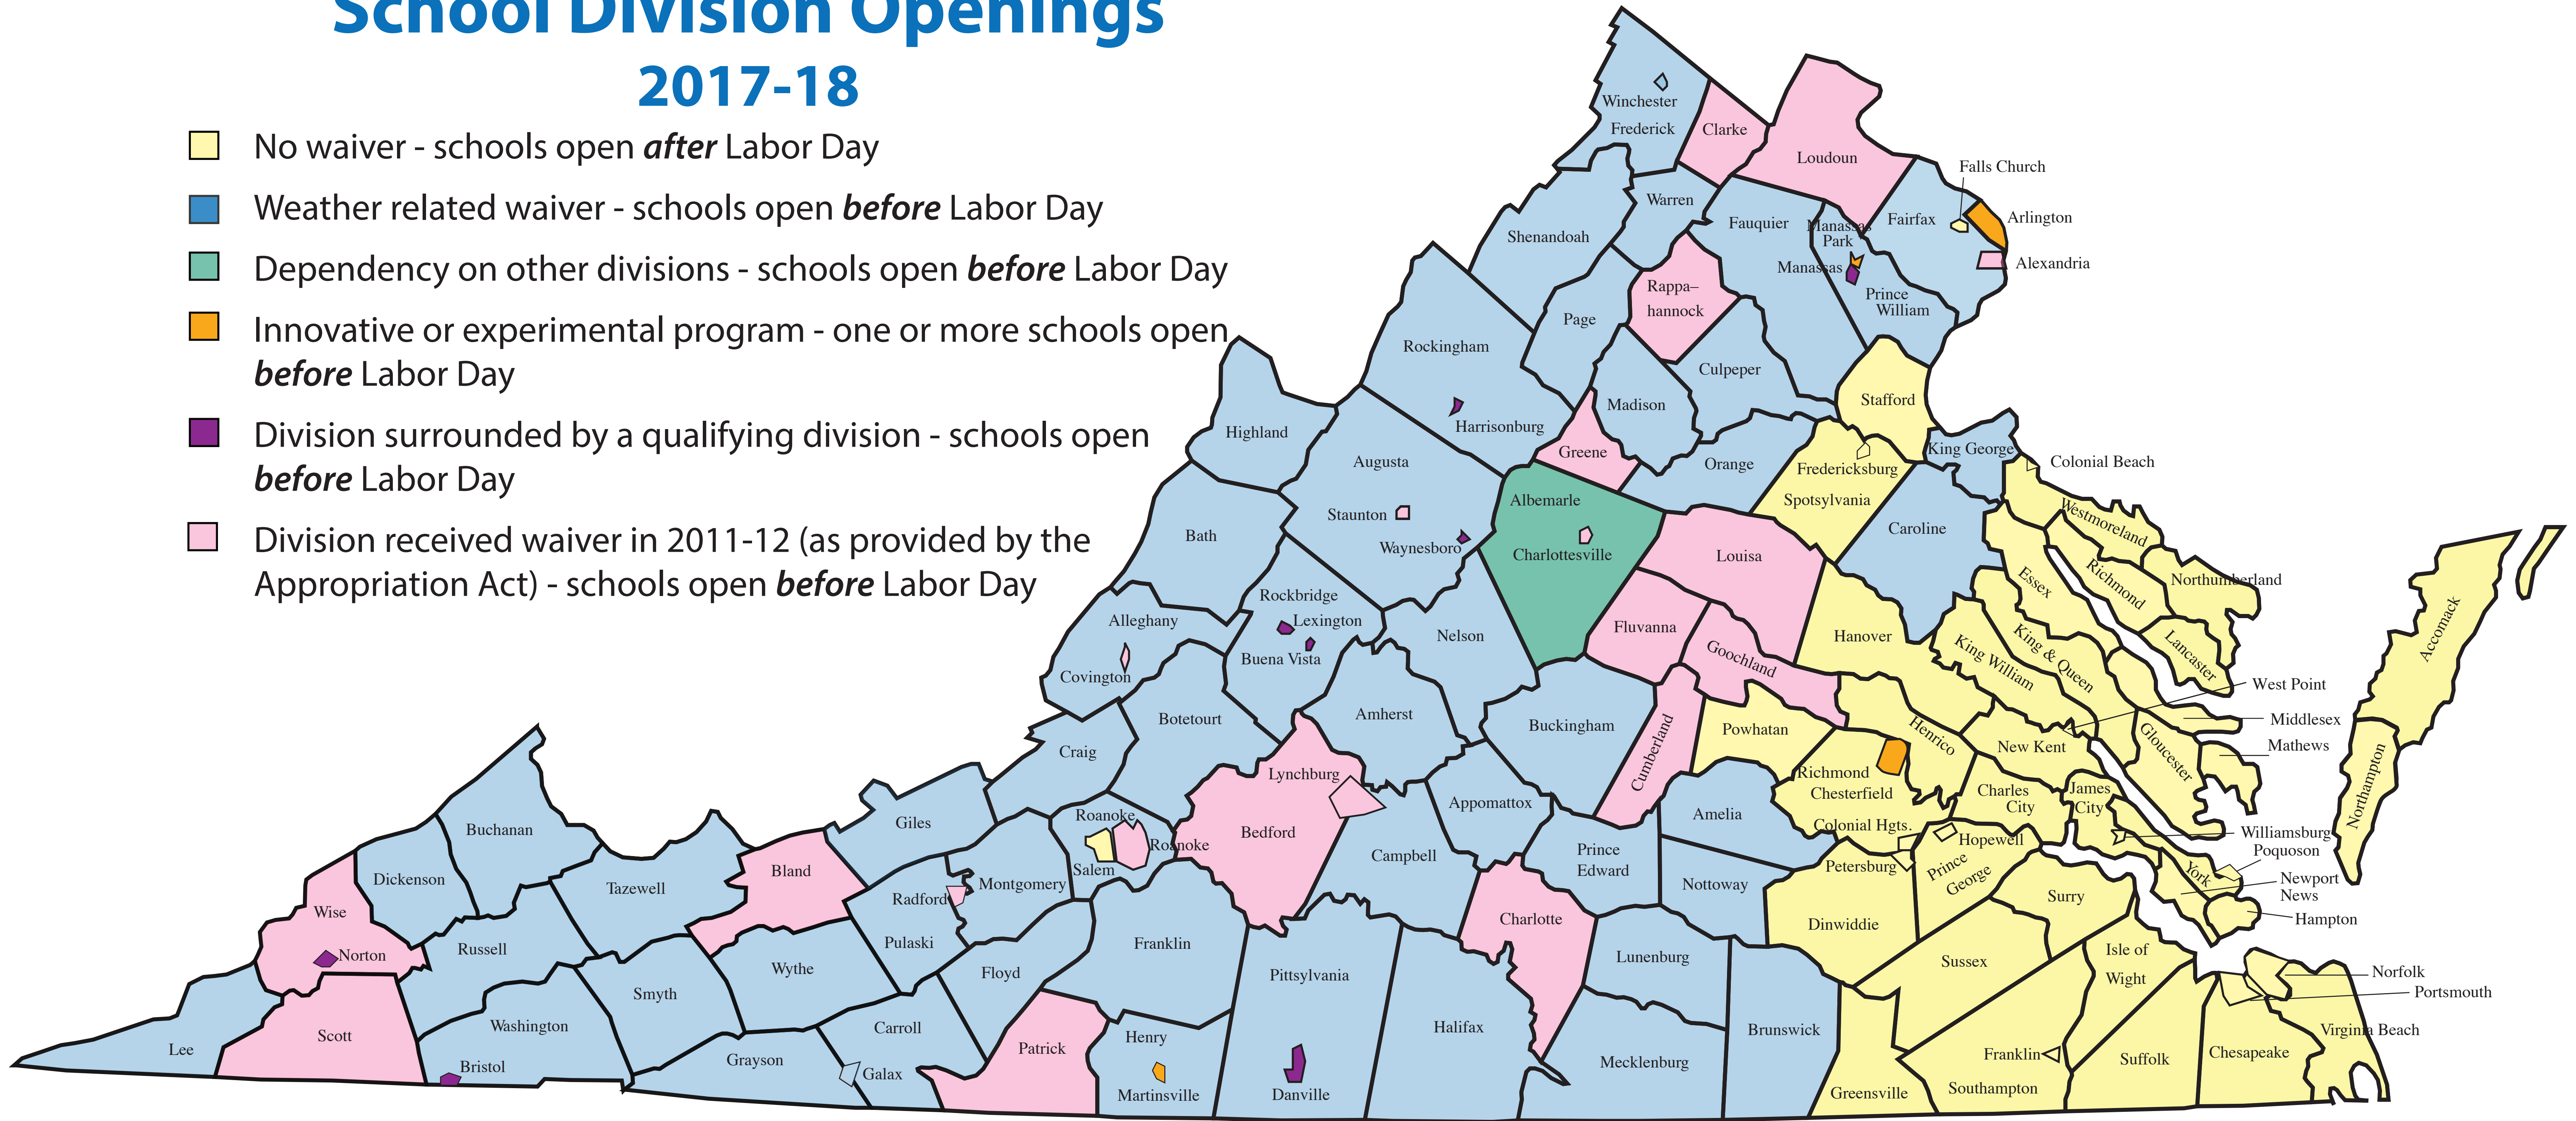 School Division Openings
2017-18
No waiver - schools open after Labor Day
Weather related waiver - schools open before Labor Day
Dependency on other divisions - schools open before Labor Day
Innovative or experimental program - one or more schools open
before Labor Day
Division surrounded by a qualifying division - schools open
before Labor Day
Division received waiver in 2011-12 (as provided by the
Appropriation Act) - schools open before Labor Day
Winchester
Frederick
Clarke
Loudoun
Falls Church
Warren
Fauquier
Manassas
Park
Fairfax
Arlington
Shenandoah
Manassas
Alexandria
Rappa–
hannock
Prince
William
Page
Rockingham
Culpeper
Madison
Stafford
Highland
Harrisonburg
Greene
Orange
King George
Augusta
Fredericksburg
Colonial Beach
Albemarle
Spotsylvania
Staunton
Westmoreland
Bath
Waynesboro
Charlottesville
Louisa
Caroline
Essex
Richmond
Northumberland
Rockbridge
Alleghany
Lexington
Nelson
Fluvanna
Hanover
Accomack
Buena Vista
Goochland
King William
King & Queen
Lancaster
Covington
West Point
Botetourt
Amherst
Buckingham
Middlesex
Craig
Cumberland
Powhatan
Henrico
New Kent
Gloucester
Mathews
Lynchburg
Richmond
Chesterfield
Charles
City
James
City
Northampton
Appomattox
Amelia
Buchanan
Giles
Roanoke
Roanoke
Bedford
Colonial Hgts.
Hopewell
Williamsburg
Poquoson
Campbell
Prince
Edward
Petersburg
Prince
George
York
Newport
News
Dickenson
Tazewell
Bland
Salem
Montgomery
Nottoway
Radford
Surry
Hampton
Wise
Charlotte
Dinwiddie
Norton
Russell
Pulaski
Franklin
Lunenburg
Isle of
Wight
Wythe
Floyd
Pittsylvania
Sussex
Norfolk
Portsmouth
Smyth
Washington
Carroll
Halifax
Brunswick
Virginia Beach
Scott
Henry
Lee
Patrick
Grayson
Mecklenburg
Franklin
Suffolk
Chesapeake
Bristol
Galax
Martinsville
Danville
Greensville
Southampton